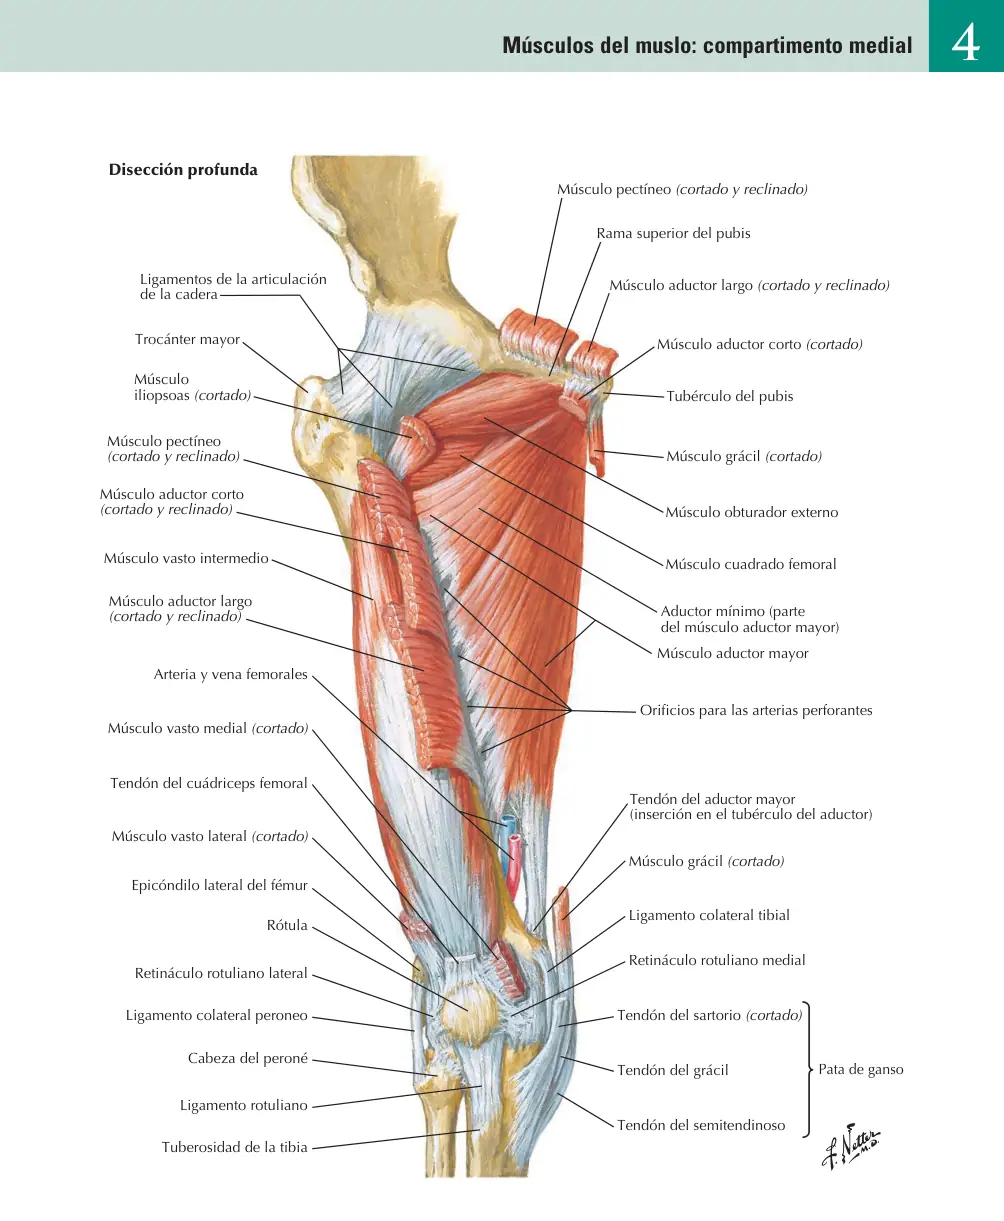 Músculos del muslo: compartimento medial
4
Disección profunda
Músculo pectíneo (cortado y reclinado)
Rama superior del pubis
Ligamentos de la articulación
de la cadera
Músculo aductor largo (cortado y reclinado)
Trocánter mayor
Músculo aductor corto (cortado)
Músculo
iliopsoas (cortado)
Tubérculo del pubis
Músculo pectíneo
(cortado y reclinado)
Músculo grácil (cortado)
Músculo aductor corto
(cortado y reclinado)
Músculo obturador externo
Músculo vasto intermedio
Músculo cuadrado femoral
Músculo aductor largo
(cortado y reclinado)
Aductor mínimo (parte
del músculo aductor mayor)
Músculo aductor mayor
Arteria y vena femorales
Orificios para las arterias perforantes
Músculo vasto medial (cortado)
Tendón del cuádriceps femoral
Tendón del aductor mayor
(inserción en el tubérculo del aductor)
Músculo vasto lateral (cortado)
Músculo grácil (cortado)
Epicóndilo lateral del fémur
Ligamento colateral tibial
Rótula
Retináculo rotuliano medial
Retináculo rotuliano lateral
Ligamento colateral peroneo
Tendón del sartorio (cortado)
Cabeza del peroné
Tendón del grácil
Pata de ganso
Ligamento rotuliano
Tendón del semitendinoso
Tuberosidad de la tibia
F. Netter
M.D.